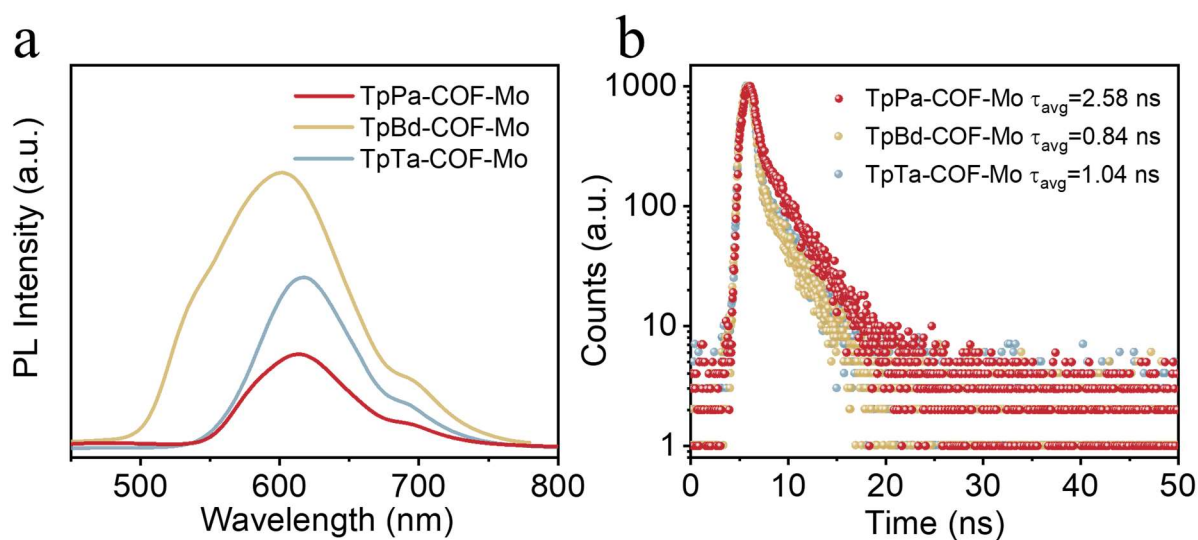 a
PL Intensity (a.u.)
TpPa-COF-Mo
TpBd-COF-Mo
TpTa-COF-Mo
500
600
700
800
Wavelength (nm)
b
Counts (a.u.)
1000
100
10
1
TpPa-COF-Mo τavg=2.58 ns
TpBd-COF-Mo τavg=0.84 ns
TpTa-COF-Mo τavg=1.04 ns
0
10
20
30
40
50
Time (ns)